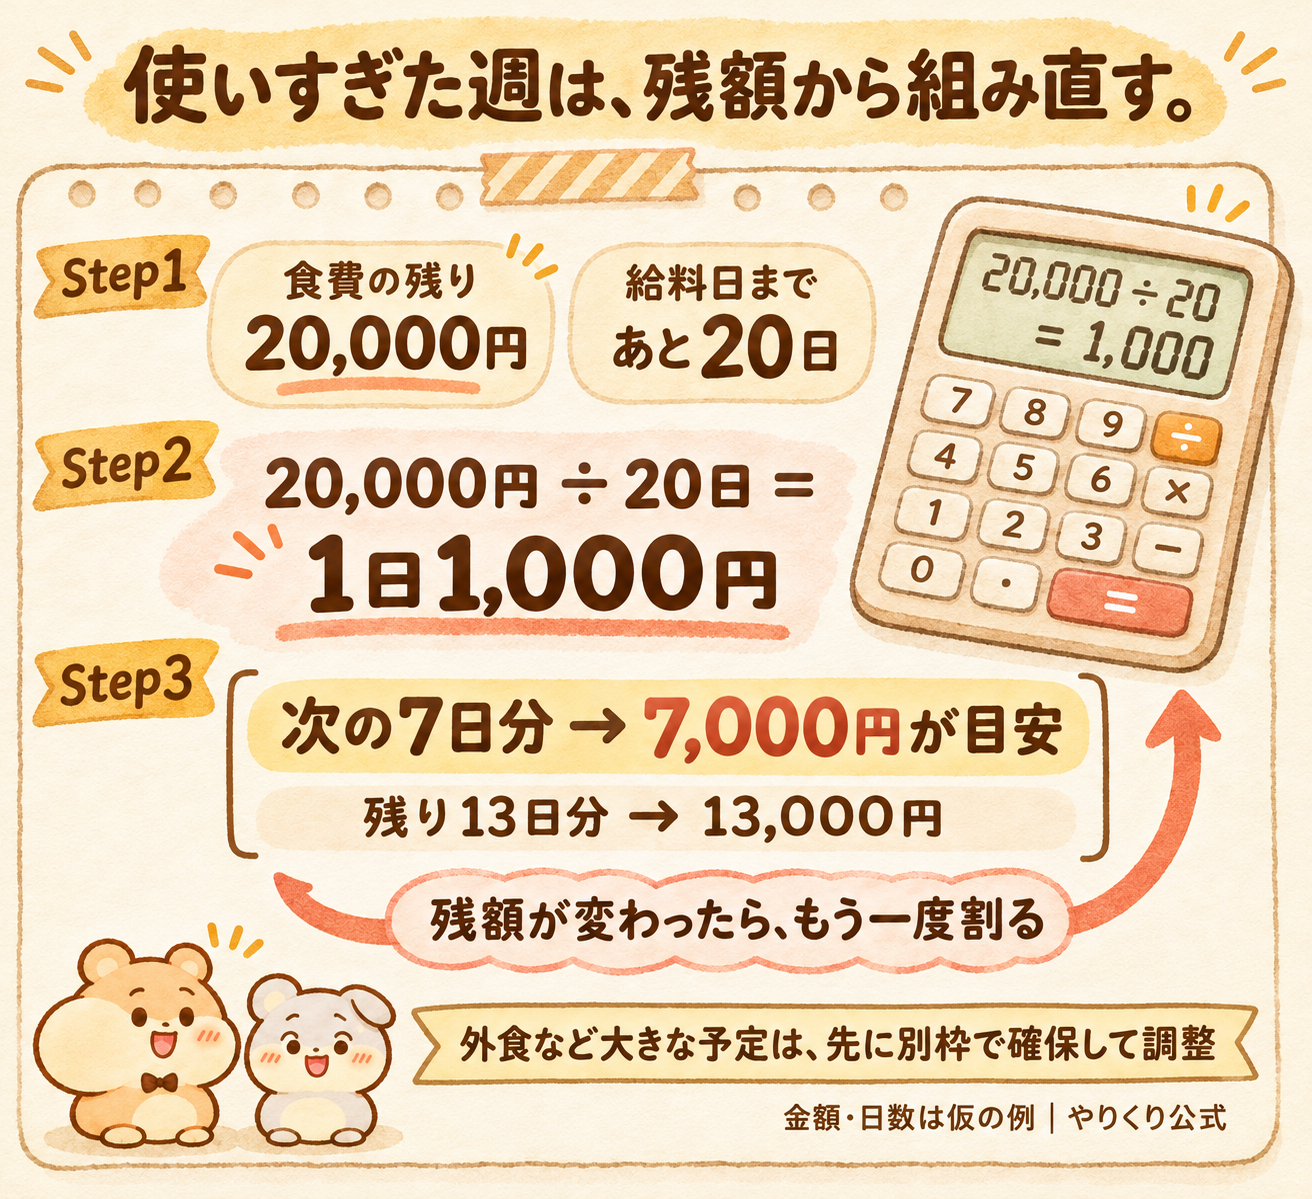 使いすぎた週は、残額から組み直す。
Step1
食費の残り
20,000円
給料日まで
あと20日
20,000÷20
=1,000
7 8 9 ÷
4 5 6 ×
1 2 3 −
0 . =
Step2
20,000円÷20日=
1日1,000円
Step3
次の7日分→7,000円が目安
残り13日分→13,000円
残額が変わったら、もう一度割る
外食など大きな予定は、先に別枠で確保して調整
金額・日数は仮の例 | やりくり公式